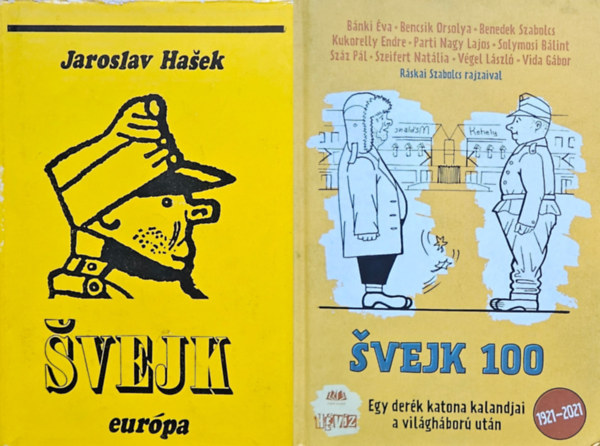 Jaroslav Hašek
ŠVEJK
európa
Bánki Éva • Bencsik Orsolya • Benedek Szabolcs
Kukorelly Endre • Parti Nagy Lajos • Solymosi Bálint
Száz Pál • Szeifert Natália • Végel László • Vida Gábor
Ráskai Szabolcs rajzaival
Kehely
ŠVEJK 100
HÉVÍZ
Egy derék katona kalandjai
a világháború után
1921-2021